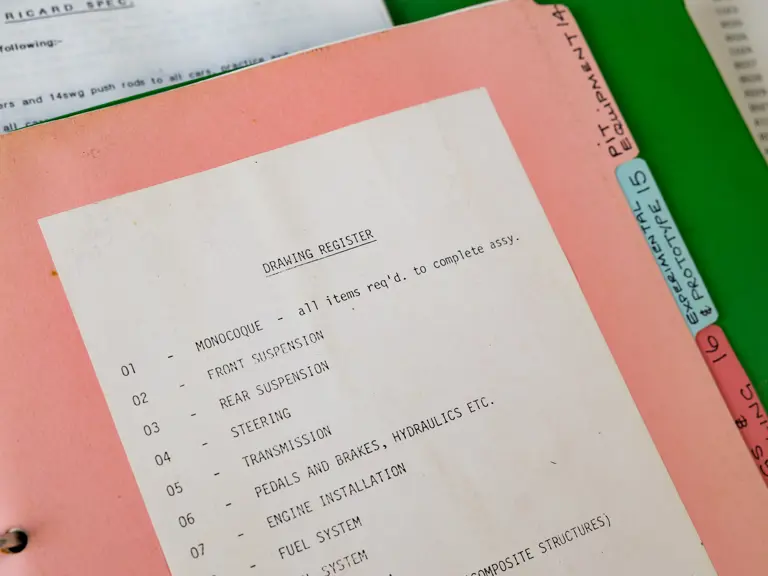 RICARD SPEC.
following:-
ers and 14swg push rods to all cars, practice and
all cars
DRAWING REGISTER
01 - MONOCOQUE - all items req'd. to complete assy.
02 - FRONT SUSPENSION
03 - REAR SUSPENSION
04 - STEERING
05 - TRANSMISSION
06 - PEDALS AND BRAKES, HYDRAULICS ETC.
07 - ENGINE INSTALLATION
- FUEL SYSTEM
SYSTEM
COMPOSITE STRUCTURES)
PIT EQUIPMENT 14
EXPERIMENTAL & PROTOTYPE 15
16